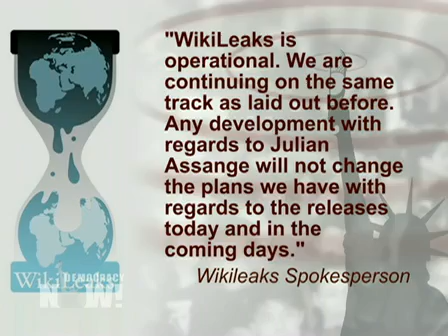 "WikiLeaks is
operational. We are
continuing on the same
track as laid out before.
Any development with
regards to Julian
Assange will not change
the plans we have with
regards to the releases
today and in the
coming days."
Wikileaks Spokesperson
WikiLeaks
DEMOCRACY
NOW!